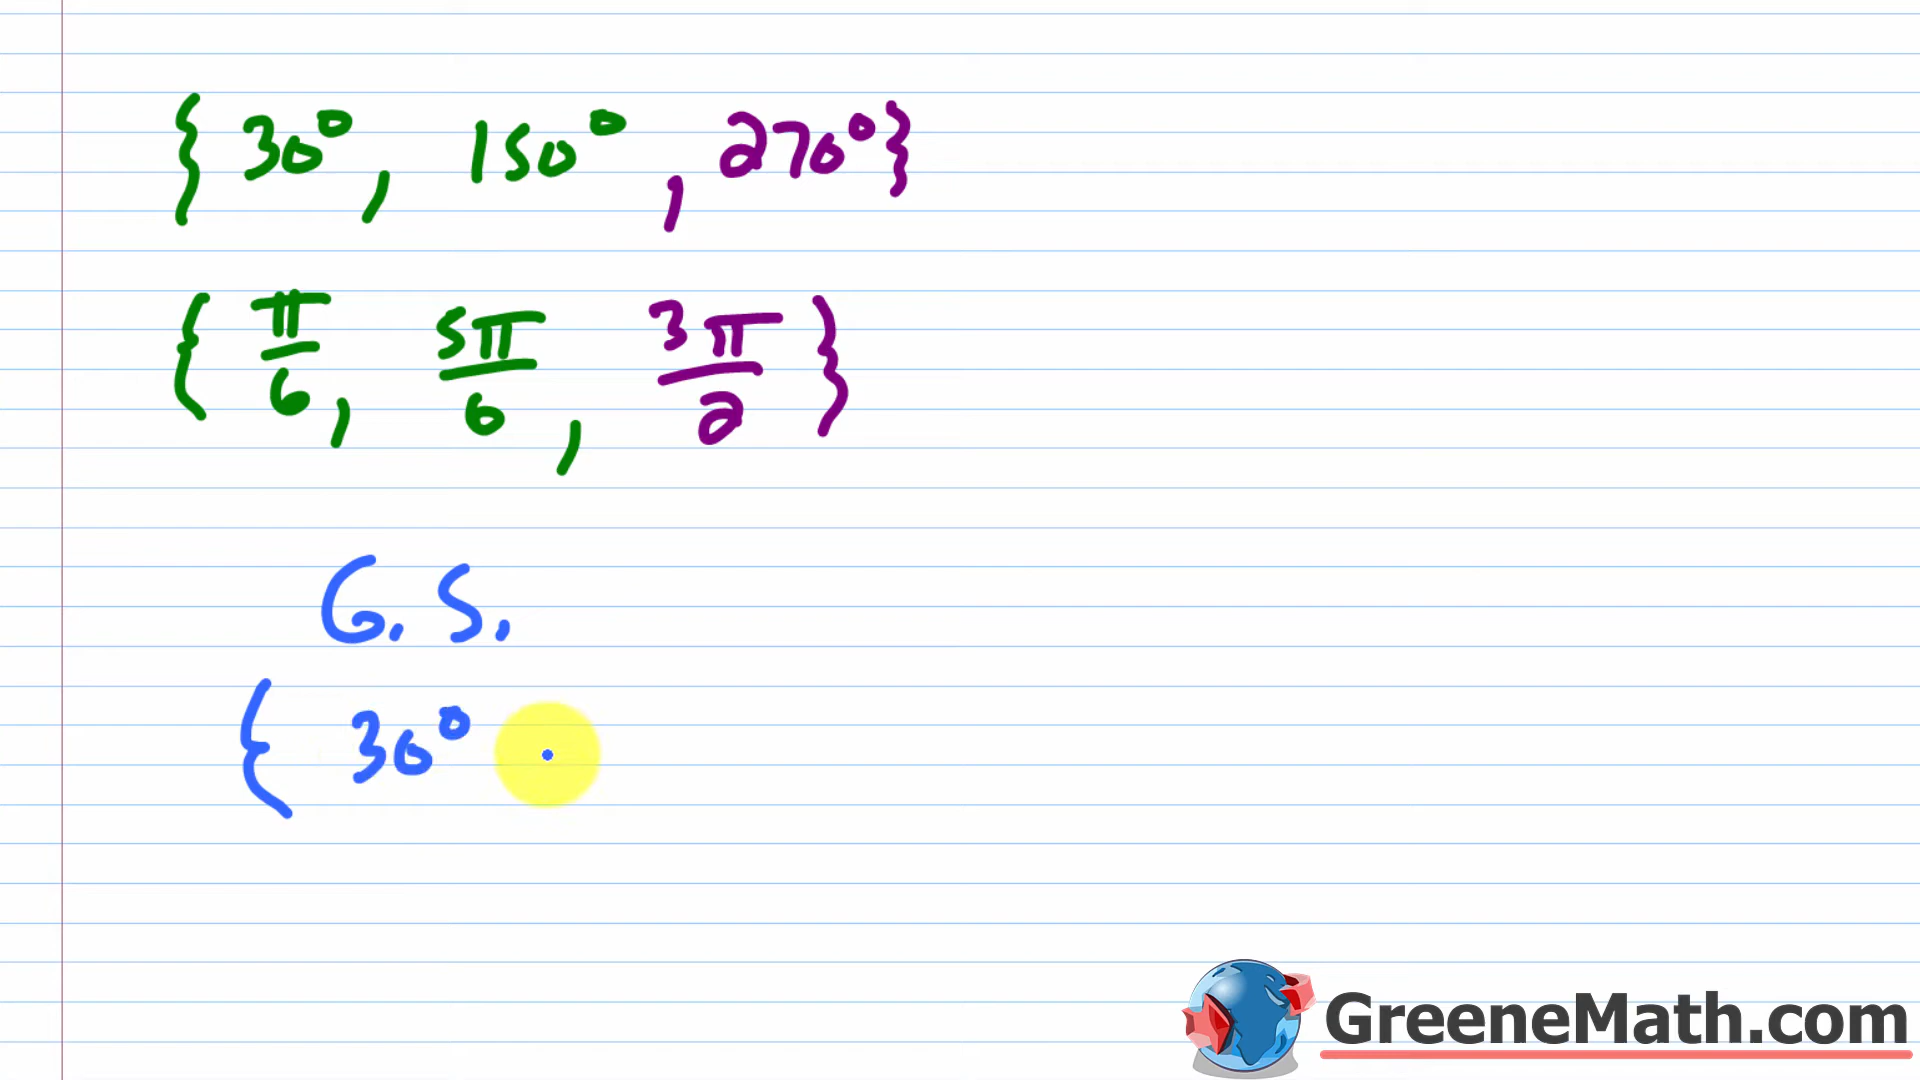 { 30°, 150°, 270° }
{ π/6, 5π/6, 3π/2 }
G. S.
{ 30°
GreeneMath.com